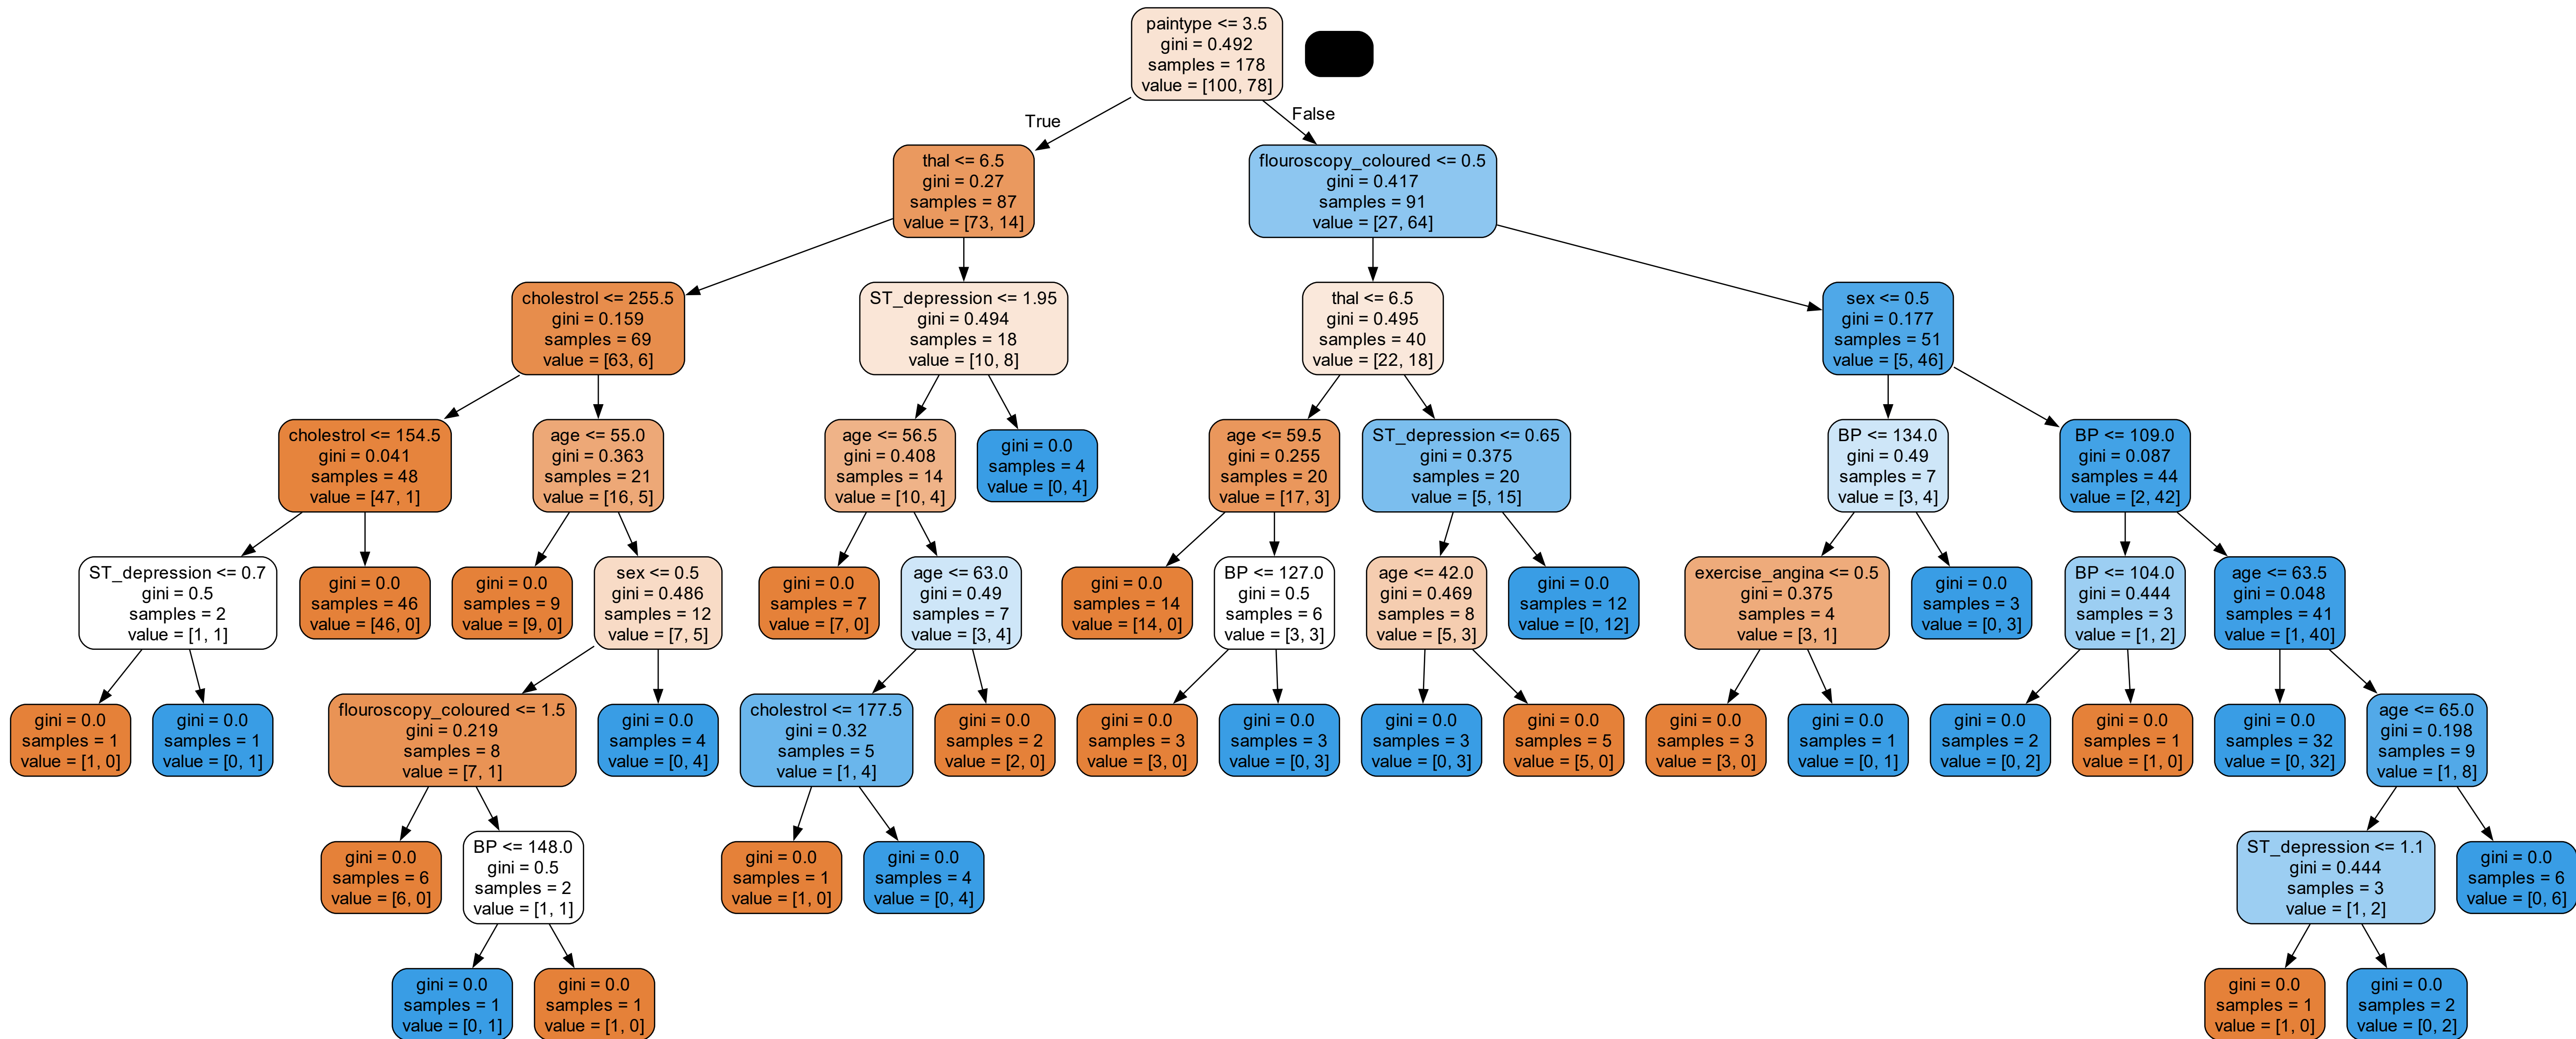 paintype <= 3.5
gini = 0.492
samples = 178
value = [100, 78]
True
False
thal <= 6.5
gini = 0.27
samples = 87
value = [73, 14]
flouroscopy_coloured <= 0.5
gini = 0.417
samples = 91
value = [27, 64]
cholestrol <= 255.5
gini = 0.159
samples = 69
value = [63, 6]
ST_depression <= 1.95
gini = 0.494
samples = 18
value = [10, 8]
thal <= 6.5
gini = 0.495
samples = 40
value = [22, 18]
sex <= 0.5
gini = 0.177
samples = 51
value = [5, 46]
cholestrol <= 154.5
gini = 0.041
samples = 48
value = [47, 1]
age <= 55.0
gini = 0.363
samples = 21
value = [16, 5]
age <= 56.5
gini = 0.408
samples = 14
value = [10, 4]
gini = 0.0
samples = 4
value = [0, 4]
age <= 59.5
gini = 0.255
samples = 20
value = [17, 3]
ST_depression <= 0.65
gini = 0.375
samples = 20
value = [5, 15]
BP <= 134.0
gini = 0.49
samples = 7
value = [3, 4]
BP <= 109.0
gini = 0.087
samples = 44
value = [2, 42]
ST_depression <= 0.7
gini = 0.5
samples = 2
value = [1, 1]
gini = 0.0
samples = 46
value = [46, 0]
gini = 0.0
samples = 9
value = [9, 0]
sex <= 0.5
gini = 0.486
samples = 12
value = [7, 5]
gini = 0.0
samples = 7
value = [7, 0]
age <= 63.0
gini = 0.49
samples = 7
value = [3, 4]
gini = 0.0
samples = 14
value = [14, 0]
BP <= 127.0
gini = 0.5
samples = 6
value = [3, 3]
age <= 42.0
gini = 0.469
samples = 8
value = [5, 3]
gini = 0.0
samples = 12
value = [0, 12]
exercise_angina <= 0.5
gini = 0.375
samples = 4
value = [3, 1]
gini = 0.0
samples = 3
value = [0, 3]
BP <= 104.0
gini = 0.444
samples = 3
value = [1, 2]
age <= 63.5
gini = 0.048
samples = 41
value = [1, 40]
gini = 0.0
samples = 1
value = [1, 0]
gini = 0.0
samples = 1
value = [0, 1]
flouroscopy_coloured <= 1.5
gini = 0.219
samples = 8
value = [7, 1]
gini = 0.0
samples = 4
value = [0, 4]
cholestrol <= 177.5
gini = 0.32
samples = 5
value = [1, 4]
gini = 0.0
samples = 2
value = [2, 0]
gini = 0.0
samples = 3
value = [3, 0]
gini = 0.0
samples = 3
value = [0, 3]
gini = 0.0
samples = 3
value = [0, 3]
gini = 0.0
samples = 5
value = [5, 0]
gini = 0.0
samples = 3
value = [3, 0]
gini = 0.0
samples = 1
value = [0, 1]
gini = 0.0
samples = 2
value = [0, 2]
gini = 0.0
samples = 1
value = [1, 0]
gini = 0.0
samples = 32
value = [0, 32]
age <= 65.0
gini = 0.198
samples = 9
value = [1, 8]
gini = 0.0
samples = 6
value = [6, 0]
BP <= 148.0
gini = 0.5
samples = 2
value = [1, 1]
gini = 0.0
samples = 1
value = [1, 0]
gini = 0.0
samples = 4
value = [0, 4]
ST_depression <= 1.1
gini = 0.444
samples = 3
value = [1, 2]
gini = 0.0
samples = 6
value = [0, 6]
gini = 0.0
samples = 1
value = [0, 1]
gini = 0.0
samples = 1
value = [1, 0]
gini = 0.0
samples = 1
value = [1, 0]
gini = 0.0
samples = 2
value = [0, 2]